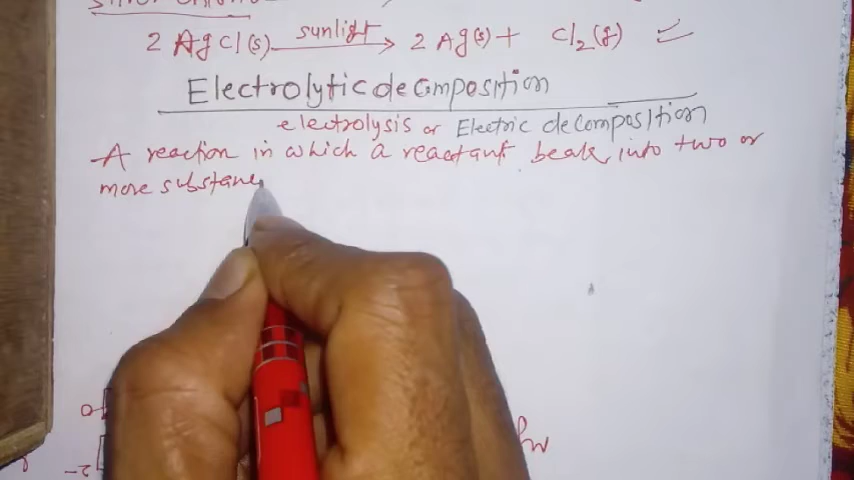 2 AgCl(s) sunlight → 2 Ag(s) + Cl₂(g)
Electrolytic decomposition
electrolysis or Electric decomposition
A reaction in which a reactant beak into two or
more substance